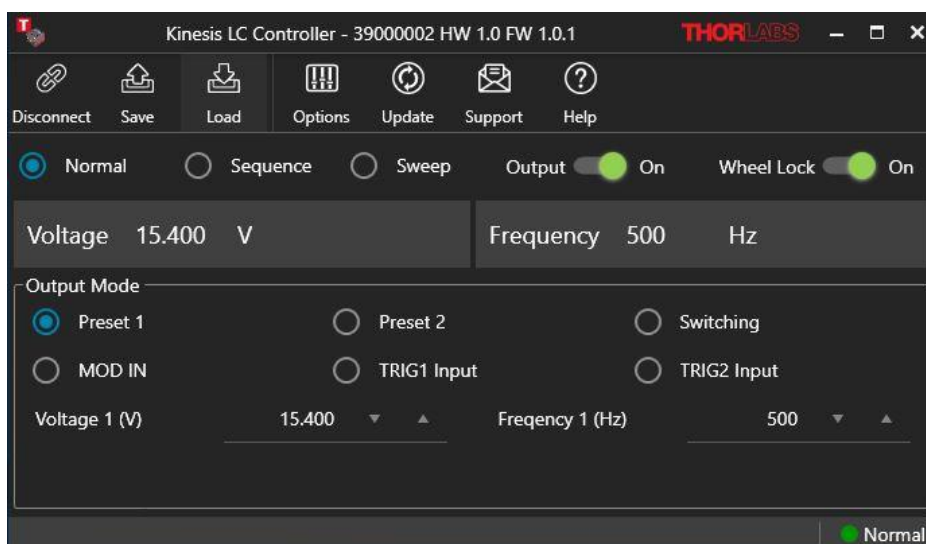 Kinesis LC Controller - 39000002 HW 1.0 FW 1.0.1 THORLABS
Disconnect Save Load Options Update Support Help
Normal Sequence Sweep Output On Wheel Lock On
Voltage 15.400 V Frequency 500 Hz
Output Mode
Preset 1 Preset 2 Switching
MOD IN TRIG1 Input TRIG2 Input
Voltage 1 (V) 15.400 Freqency 1 (Hz) 500
Normal